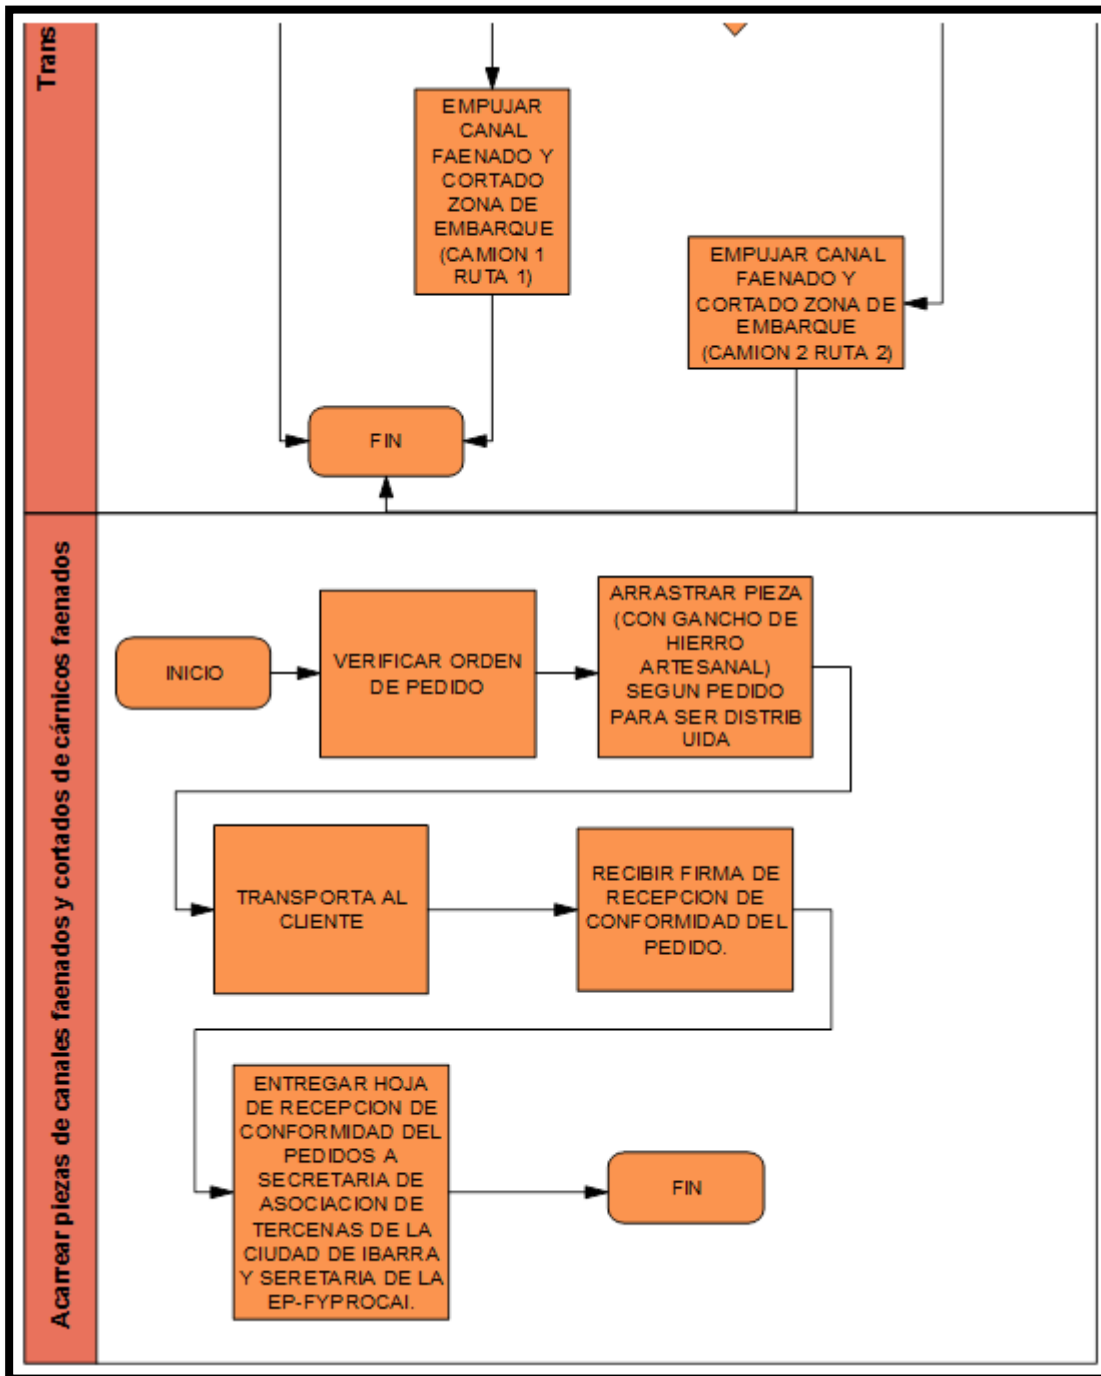 Trans
EMPUJAR
CANAL
FAENADO Y
CORTADO
ZONA DE
EMBARQUE
(CAMION 1
RUTA 1)
EMPUJAR CANAL
FAENADO Y
CORTADO ZONA DE
EMBARQUE
(CAMION 2 RUTA 2)
FIN
Acarrear piezas de canales faenados y cortados de cárnicos faenados
INICIO
VERIFICAR ORDEN
DE PEDIDO
ARRASTRAR PIEZA
(CON GANCHO DE
HIERRO
ARTESANAL)
SEGUN PEDIDO
PARA SER DISTRIB
UIDA
TRANSPORTA AL
CLIENTE
RECIBIR FIRMA DE
RECEPCION DE
CONFORMIDAD DEL
PEDIDO.
ENTREGAR HOJA
DE RECEPCION DE
CONFORMIDAD DEL
PEDIDOS A
SECRETARIA DE
ASOCIACION DE
TERCENAS DE LA
CIUDAD DE IBARRA
Y SERETARIA DE LA
EP-FYPROCAI.
FIN